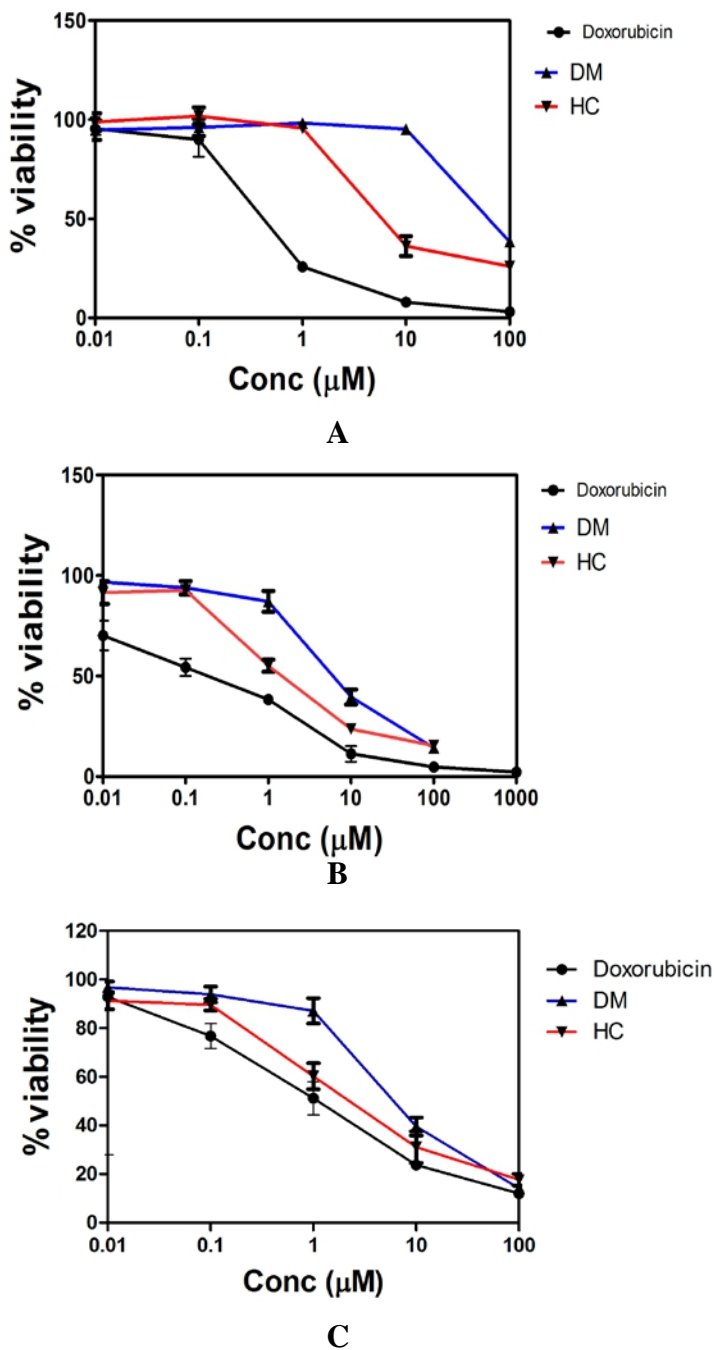 150
100
50
0
% viability
0.01 0.1 1 10 100
Conc (μM)
Doxorubicin
DM
HC
A
150
100
50
0
% viability
0.01 0.1 1 10 100 1000
Conc (μM)
Doxorubicin
DM
HC
B
120
100
80
60
40
20
0
% viability
0.01 0.1 1 10 100
Conc (μM)
Doxorubicin
DM
HC
C